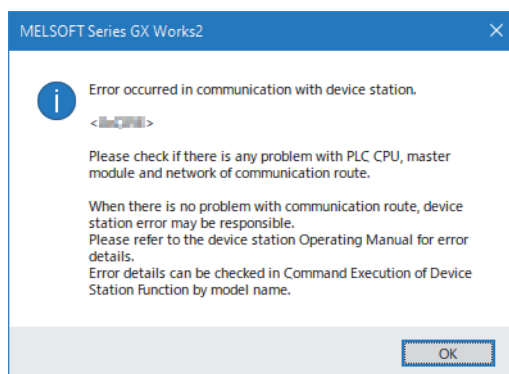 MELSOFT Series GX Works2
Error occurred in communication with device station.
< >
Please check if there is any problem with PLC CPU, master
module and network of communication route.
When there is no problem with communication route, device
station error may be responsible.
Please refer to the device station Operating Manual for error
details.
Error details can be checked in Command Execution of Device
Station Function by model name.
OK